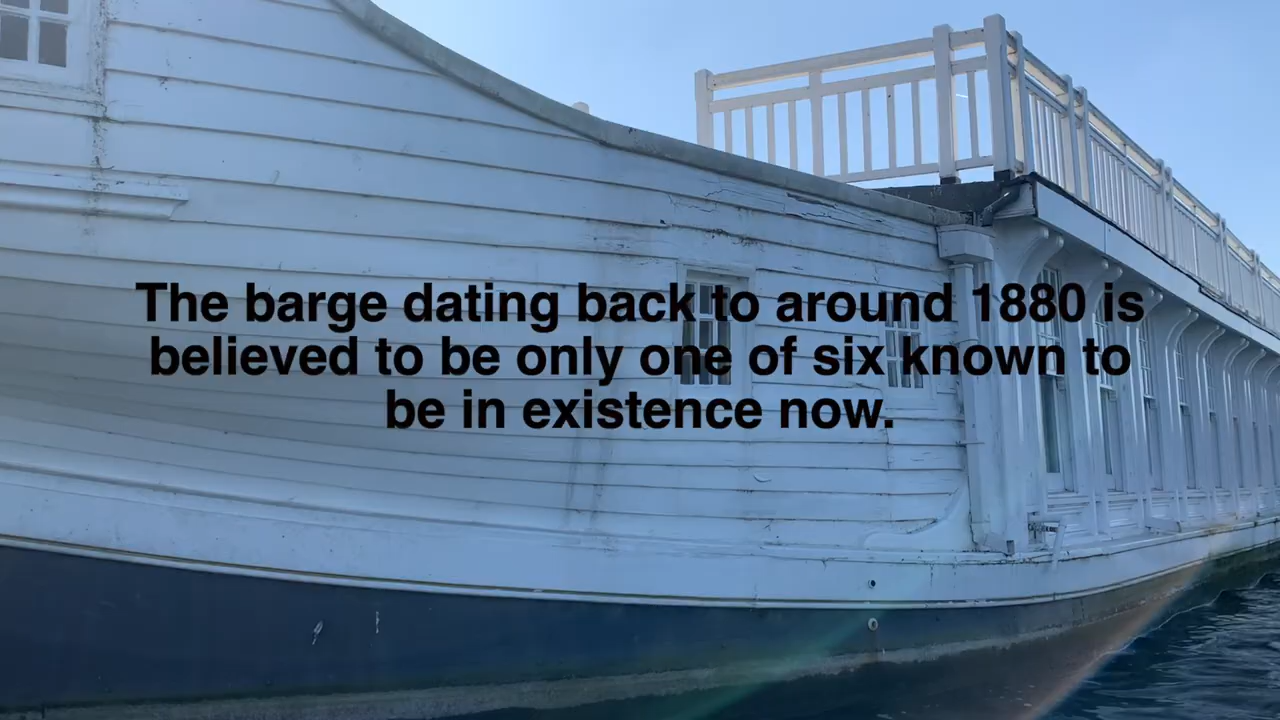 The barge dating back to around 1880 is
believed to be only one of six known to
be in existence now.